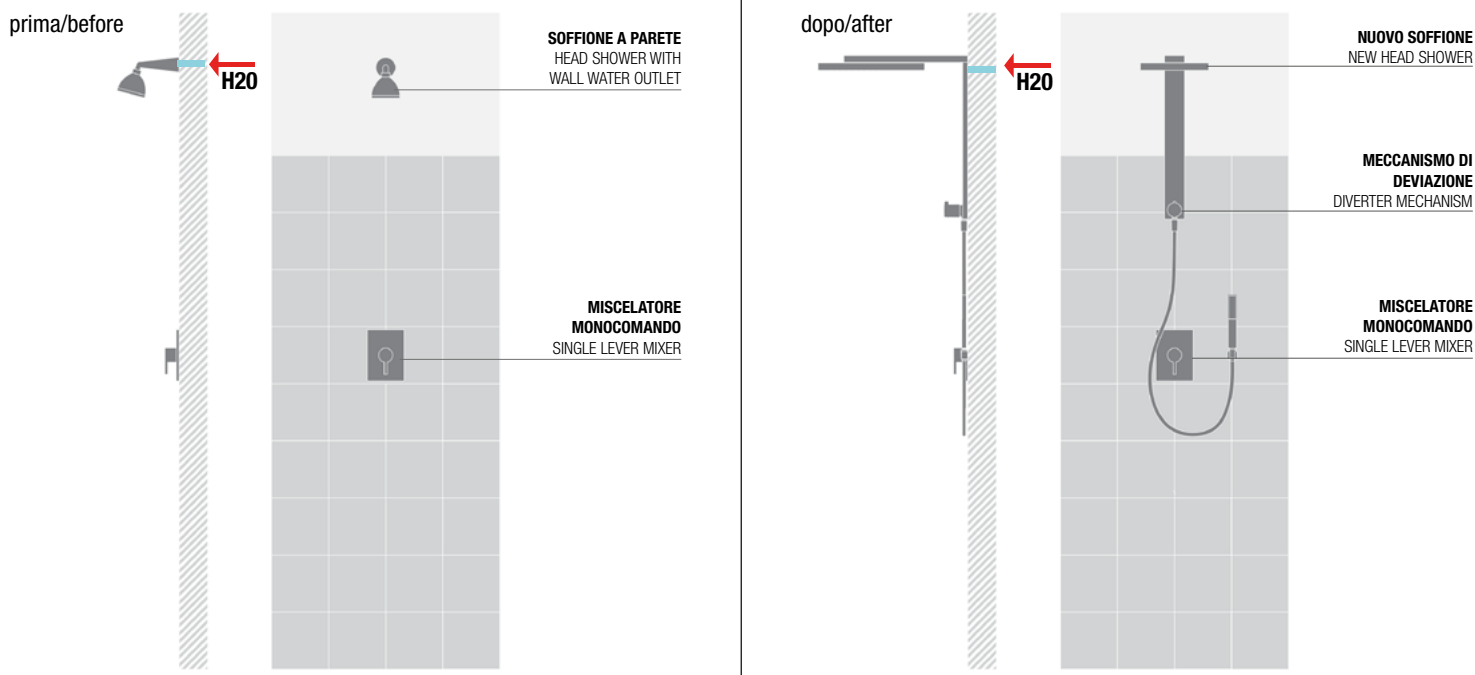 prima/before
SOFFIONE A PARETE
HEAD SHOWER WITH
WALL WATER OUTLET
H20
MISCELATORE
MONOCOMANDO
SINGLE LEVER MIXER
dopo/after
NUOVO SOFFIONE
NEW HEAD SHOWER
H20
MECCANISMO DI
DEVIAZIONE
DIVERTER MECHANISM
MISCELATORE
MONOCOMANDO
SINGLE LEVER MIXER